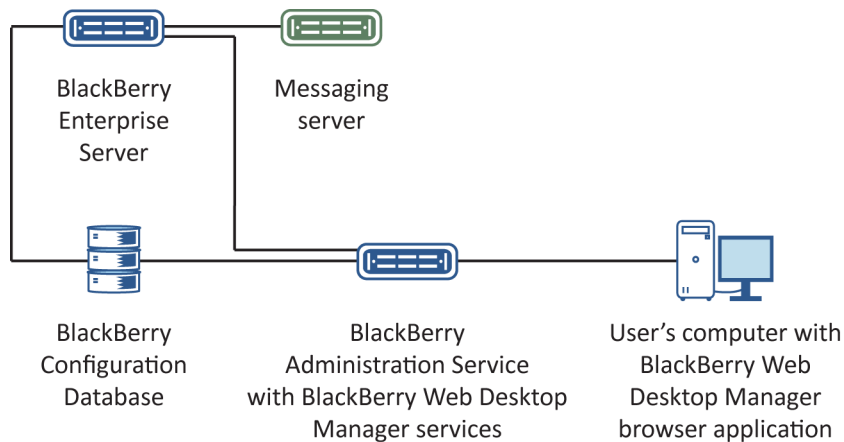 BlackBerry
Enterprise
Server
Messaging
server
BlackBerry
Configuration
Database
BlackBerry
Administration Service
with BlackBerry Web Desktop
Manager services
User’s computer with
BlackBerry Web
Desktop Manager
browser application